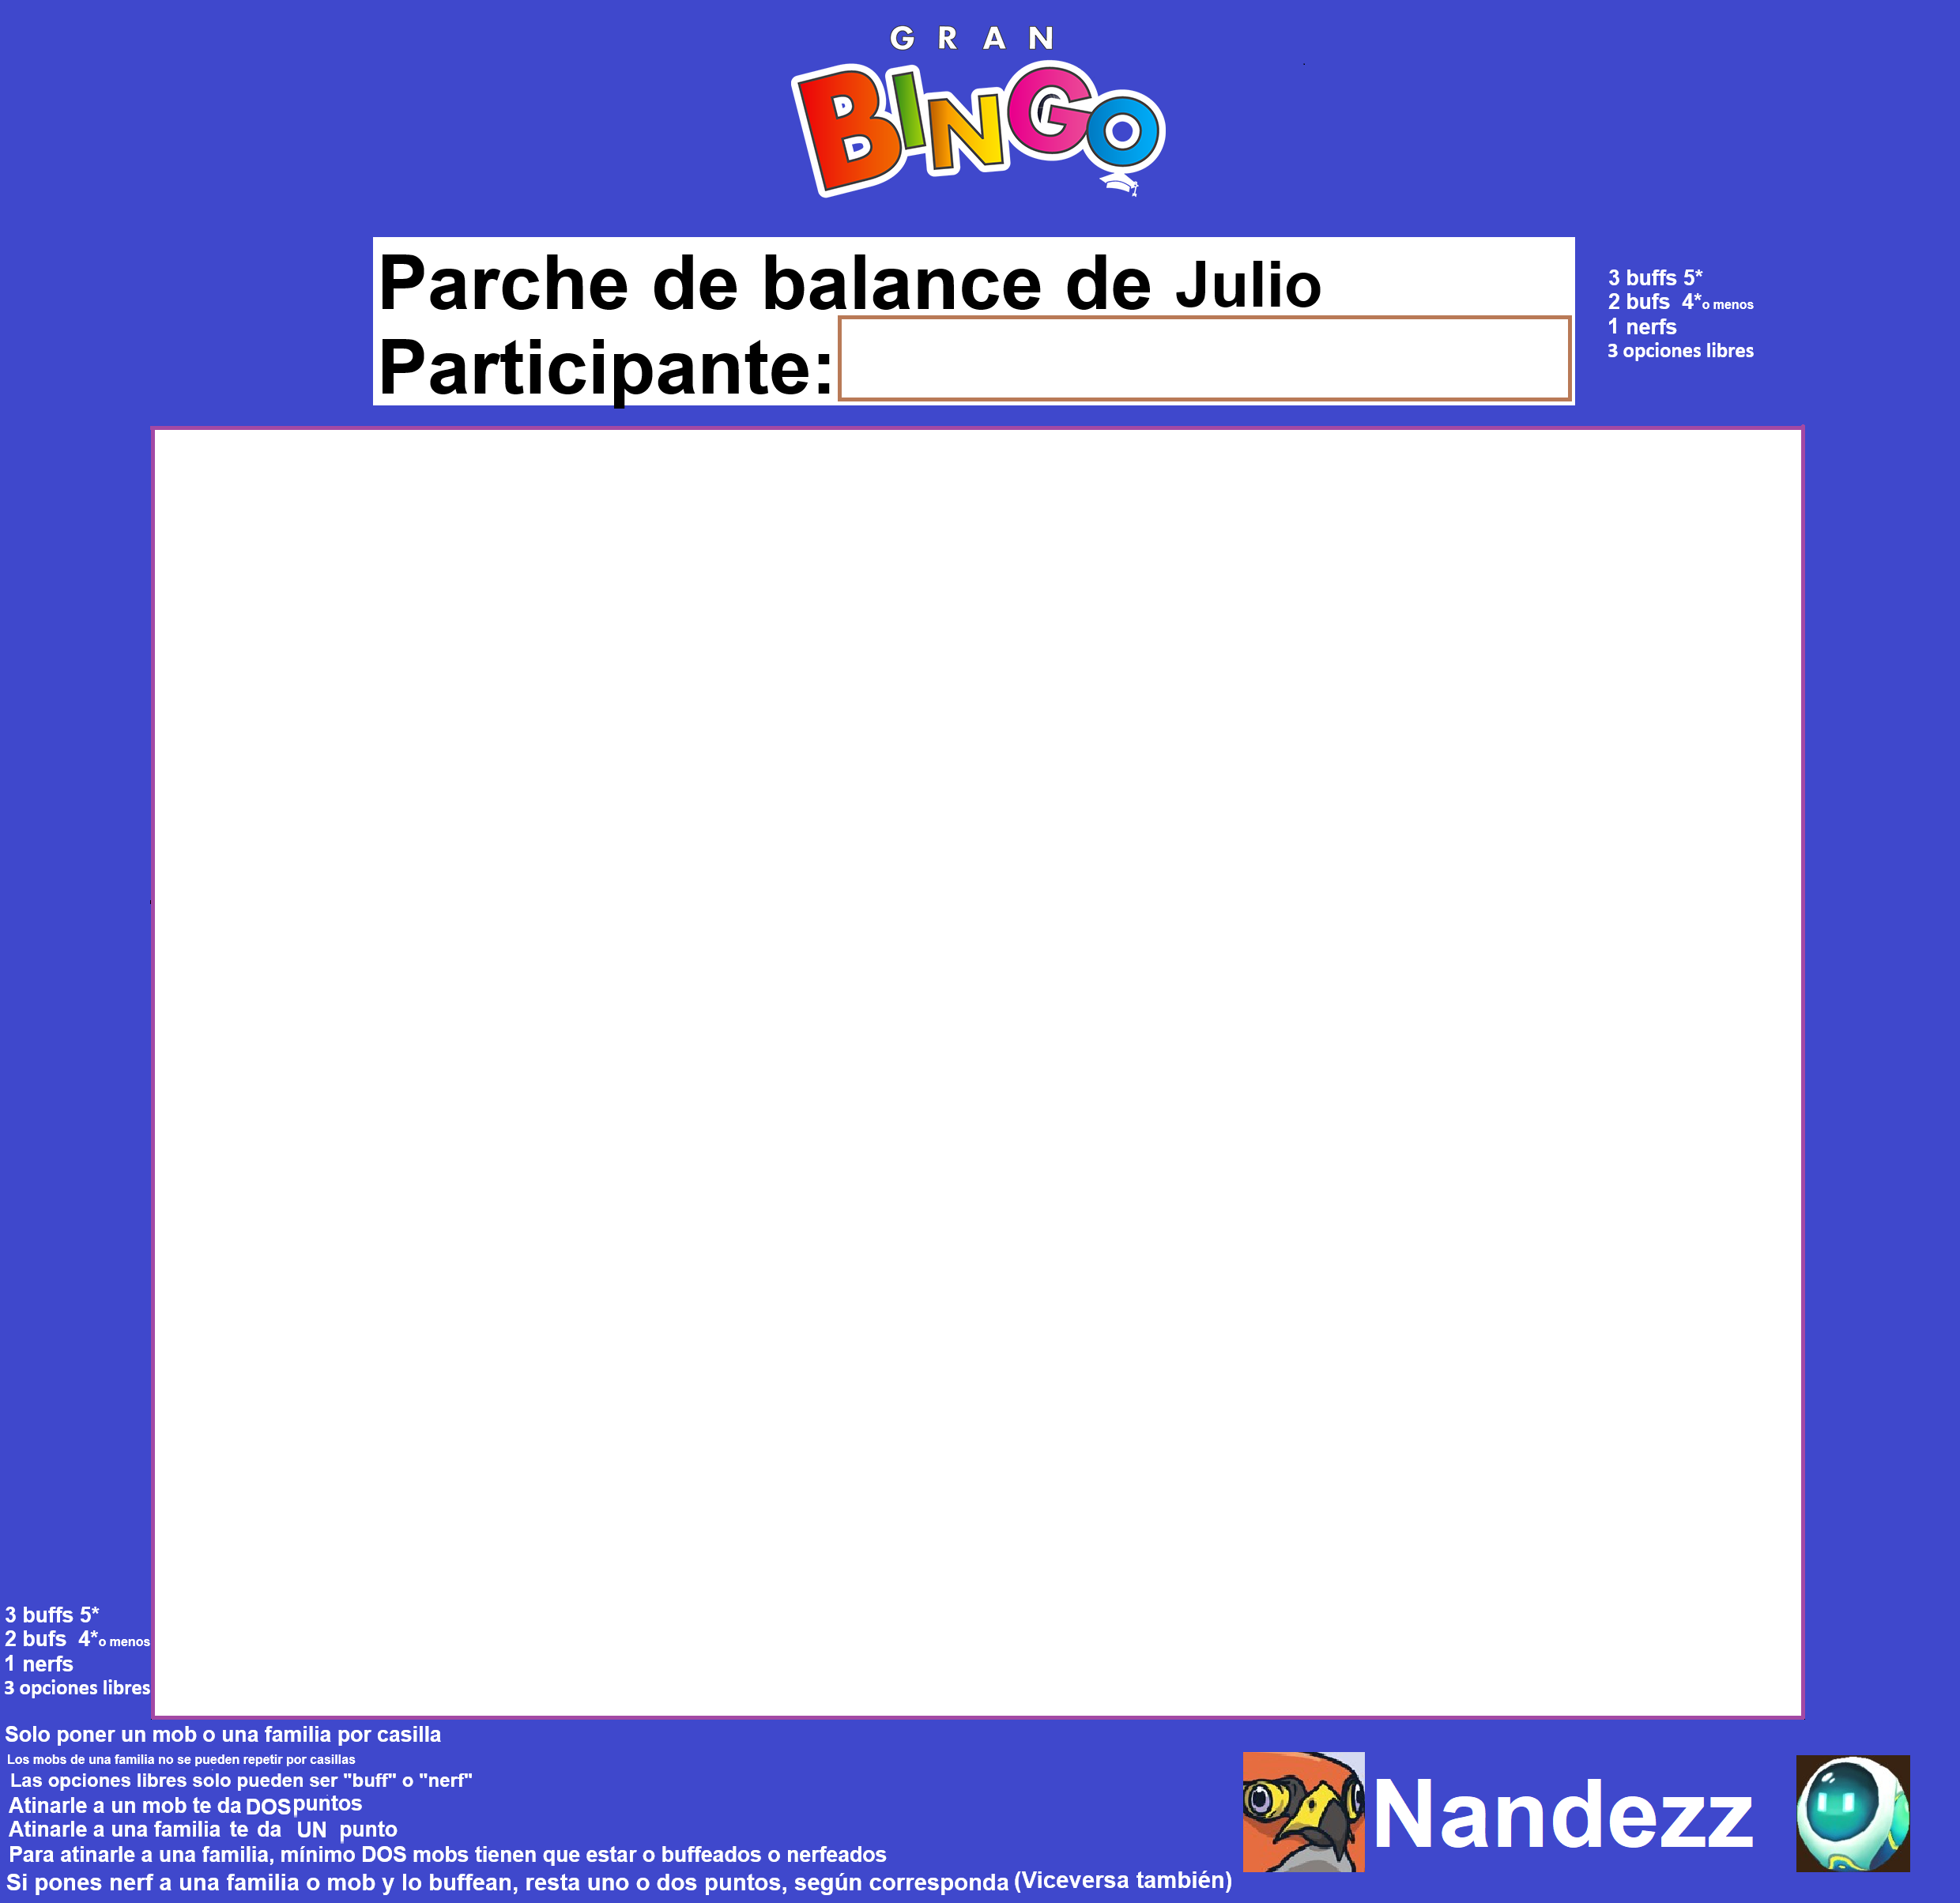 GRAN
BINGO
Parche de balance de Julio
Participante:
3 buffs 5*
2 bufs 4*o menos
1 nerfs
3 opciones libres
3 buffs 5*
2 bufs 4*o menos
1 nerfs
3 opciones libres
Solo poner un mob o una familia por casilla
Los mobs de una familia no se pueden repetir por casillas
Las opciones libres solo pueden ser "buff" o "nerf"
Atinarle a un mob te da DOS puntos
Atinarle a una familia te da UN punto
Para atinarle a una familia, mínimo DOS mobs tienen que estar o buffeados o nerfeados
Si pones nerf a una familia o mob y lo buffean, resta uno o dos puntos, según corresponda (Viceversa también)
Nandezz